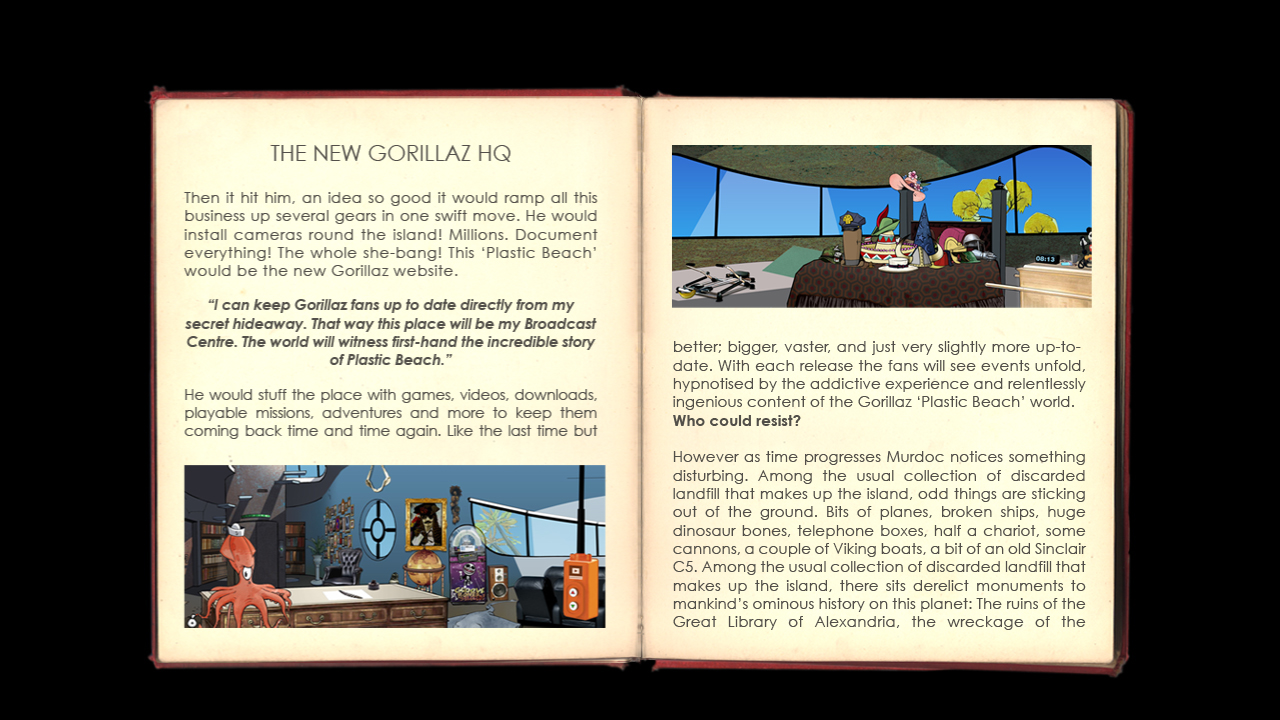 THE NEW GORILLAZ HQ
Then it hit him, an idea so good it would ramp all this
business up several gears in one swift move. He would
install cameras round the island! Millions. Document
everything! The whole she-bang! This ‘Plastic Beach’
would be the new Gorillaz website.
“I can keep Gorillaz fans up to date directly from my
secret hideaway. That way this place will be my Broadcast
Centre. The world will witness first-hand the incredible story
of Plastic Beach.”
He would stuff the place with games, videos, downloads,
playable missions, adventures and more to keep them
coming back time and time again. Like the last time but
6
08:13
better; bigger, vaster, and just very slightly more up-to-
date. With each release the fans will see events unfold,
hypnotised by the addictive experience and relentlessly
ingenious content of the Gorillaz ‘Plastic Beach’ world.
Who could resist?
However as time progresses Murdoc notices something
disturbing. Among the usual collection of discarded
landfill that makes up the island, odd things are sticking
out of the ground. Bits of planes, broken ships, huge
dinosaur bones, telephone boxes, half a chariot, some
cannons, a couple of Viking boats, a bit of an old Sinclair
C5. Among the usual collection of discarded landfill that
makes up the island, there sits derelict monuments to
mankind’s ominous history on this planet: The ruins of the
Great Library of Alexandria, the wreckage of the